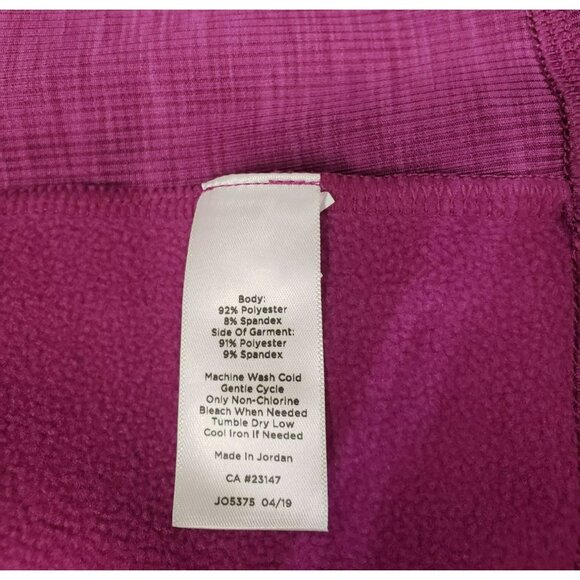 Body:
92% Polyester
8% Spandex
Side Of Garment:
91% Polyester
9% Spandex
Machine Wash Cold
Gentle Cycle
Only Non-Chlorine
Bleach When Needed
Tumble Dry Low
Cool Iron If Needed
Made In Jordan
CA #23147
JO5375 04/19